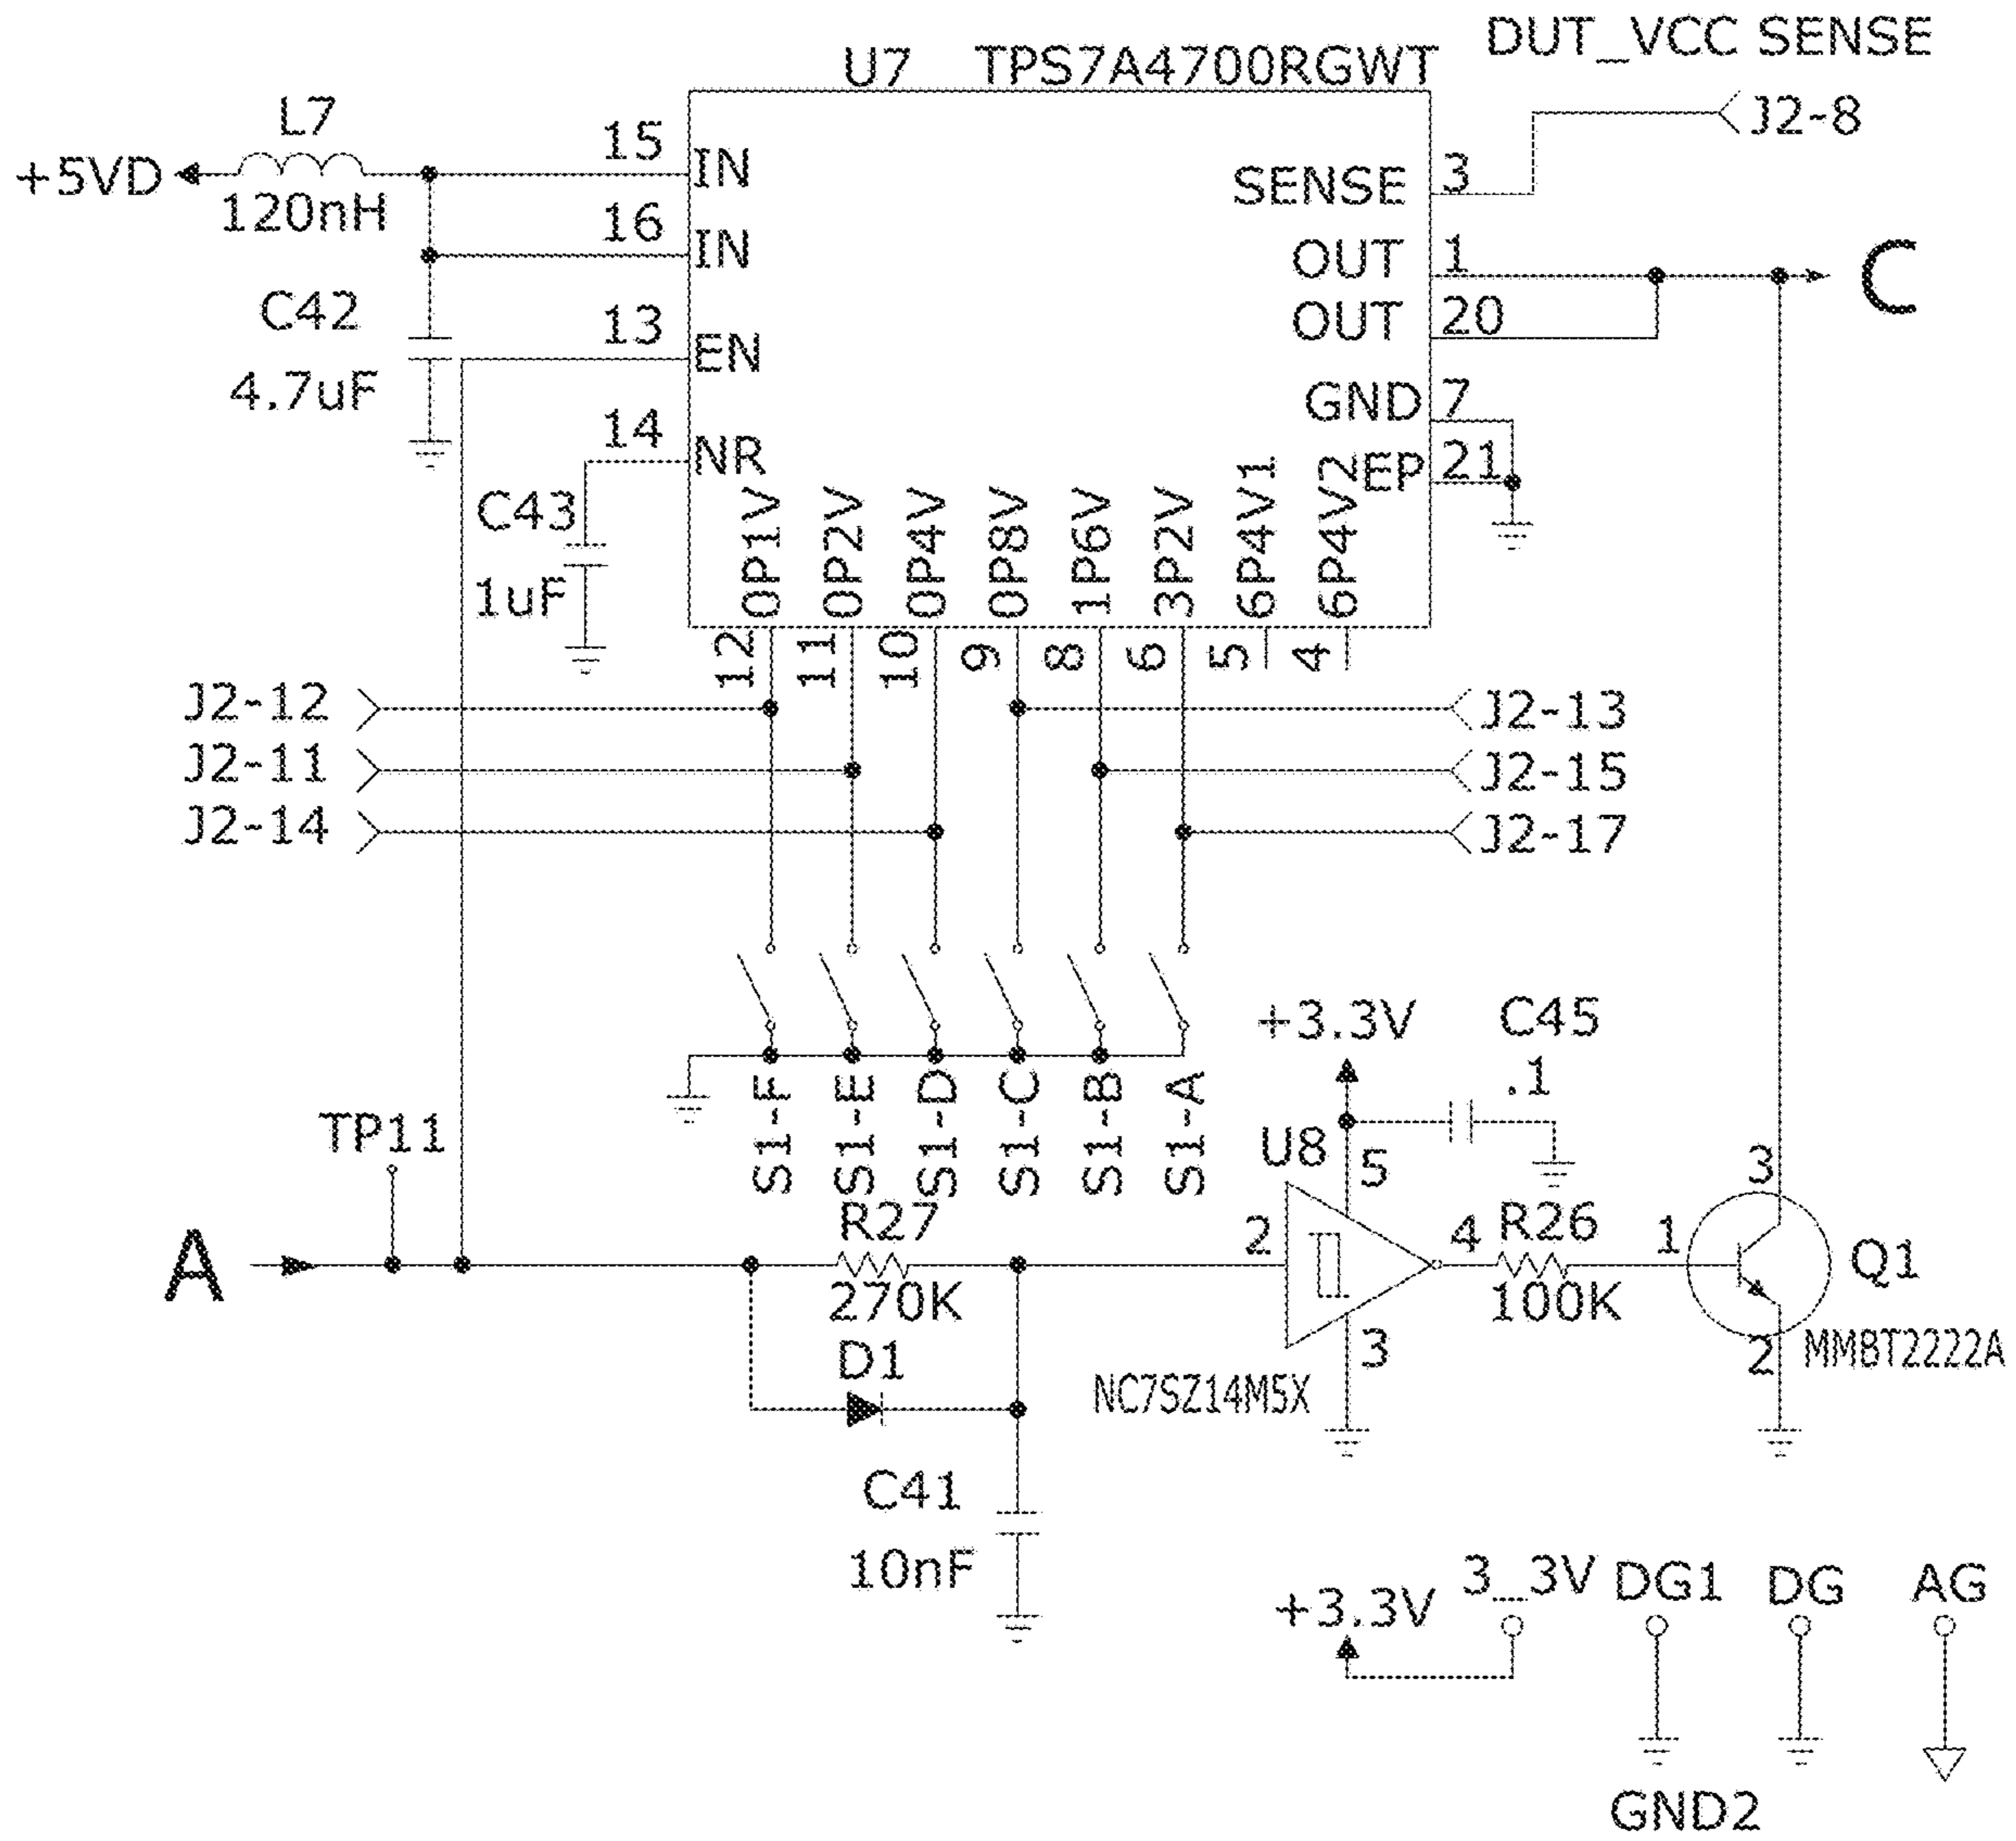 DUT_VCC SENSE
U7 TPS7A4700RGWT
J2-8
L7
+5VD
120nH
15
IN
16
IN
C42
4.7uF
13
EN
14
NR
C43
1uF
SENSE
3
OUT
1
OUT
20
GND
7
EP
21
0P1V
0P2V
0P4V
0P8V
1P6V
3P2V
6P4V1
6P4V2
12
11
10
9
8
6
5
4
C
J2-12
J2-11
J2-14
J2-13
J2-15
J2-17
S1-F
S1-E
S1-D
S1-C
S1-B
S1-A
+3.3V
C45
.1
TP11
A
R27
270K
D1
C41
10nF
U8
5
2
4
3
NC7SZ14M5X
R26
100K
1
3
2
Q1
MMBT2222A
+3.3V
3_3V
DG1
DG
AG
GND2